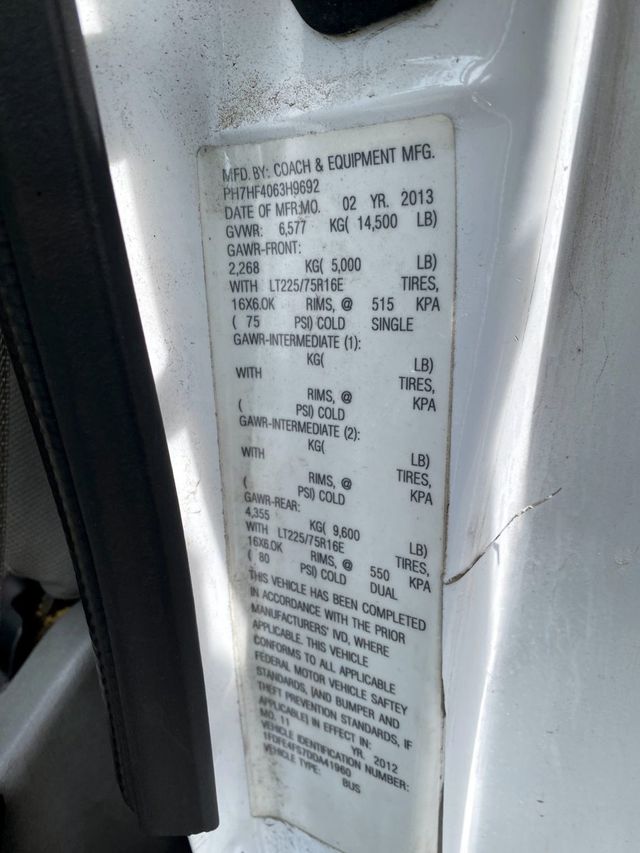 MFD. BY: COACH & EQUIPMENT MFG.
PH7HF4063H9692
DATE OF MFR:MO. 02 YR. 2013
GVWR: 6,577 KG( 14,500 LB)
GAWR-FRONT:
2,268 KG( 5,000 LB)
WITH LT225/75R16E TIRES,
16X6.0K RIMS, @ 515 KPA
( 75 PSI) COLD SINGLE
GAWR-INTERMEDIATE (1):
KG( LB)
WITH TIRES,
RIMS, @ KPA
( PSI) COLD
GAWR-INTERMEDIATE (2):
KG( LB)
WITH TIRES,
RIMS, @ KPA
( PSI) COLD
GAWR-REAR:
4,355 KG( 9,600 LB)
WITH LT225/75R16E TIRES,
16X6.0K RIMS, @ 550 KPA
( 80 PSI) COLD DUAL
THIS VEHICLE HAS BEEN COMPLETED
IN ACCORDANCE WITH THE PRIOR
MANUFACTURERS' IVD, WHERE
APPLICABLE. THIS VEHICLE
CONFORMS TO ALL APPLICABLE
FEDERAL MOTOR VEHICLE SAFTEY
STANDARDS, [AND BUMPER AND
THEFT PREVENTION STANDARDS, IF
APPLICABLE] IN EFFECT IN:
MO. 11 YR. 2012
VEHICLE IDENTIFICATION NUMBER:
1FDFE4FS7DDA41960
VEHICLE TYPE: BUS